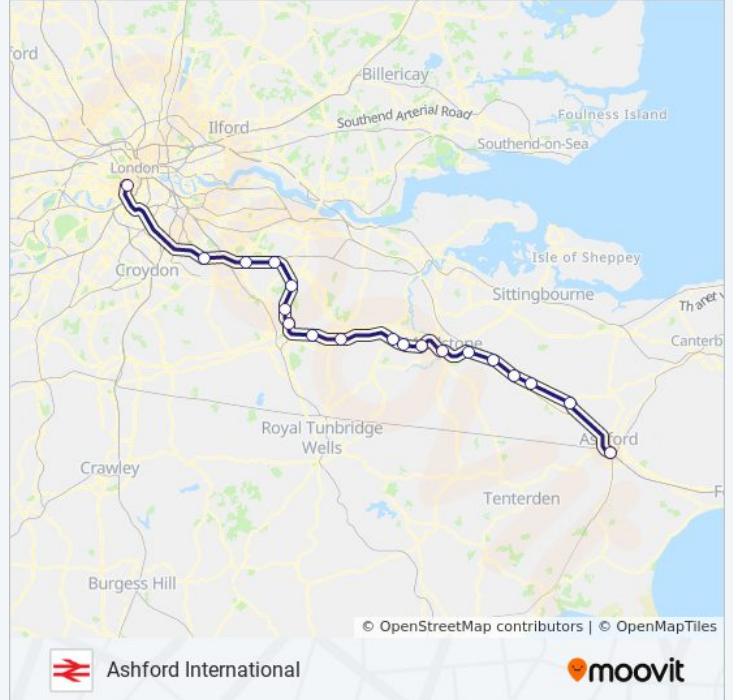 ford
Billericay
Southend Arterial Road
Foulness Island
Ilford
Southend-on-Sea
London
Croydon
Isle of Sheppey
Sittingbourne
Thanet
Canterb
stone
Royal Tunbridge
Wells
Ashford
Crawley
Tenterden
Fo
Burgess Hill
© OpenStreetMap contributors | © OpenMapTiles
Ashford International
moovit